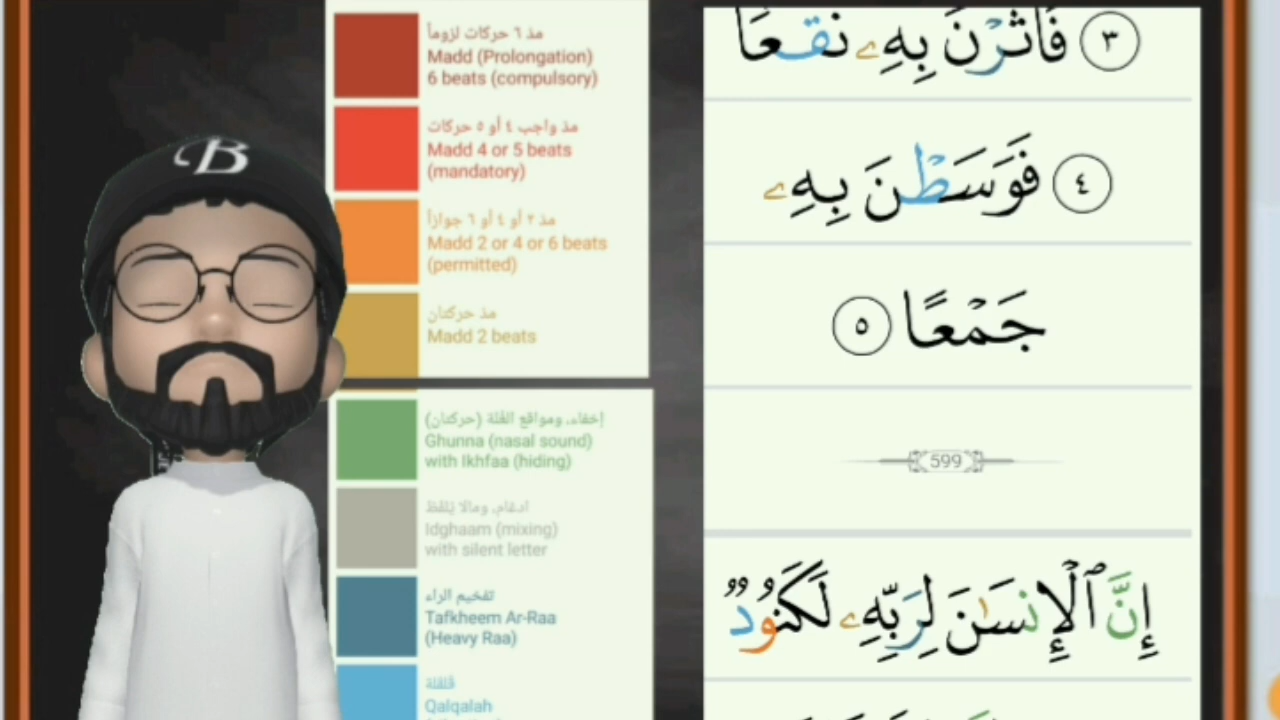 B
مدّ ٦ حركات لزوماً
Madd (Prolongation)
6 beats (compulsory)
مدّ واجب ٤ أو ٥ حركات
Madd 4 or 5 beats
(mandatory)
مدّ ٢ أو ٤ أو ٦ جوازاً
Madd 2 or 4 or 6 beats
(permitted)
مدّ حركتان
Madd 2 beats
إخفاء، ومواقع الغُنَّة (حركتان)
Ghunna (nasal sound)
with Ikhfaa (hiding)
ادغام، ومالا يُلفَظ
Idghaam (mixing)
with silent letter
تفخيم الراء
Tafkheem Ar-Raa
(Heavy Raa)
قلقلة
Qalqalah
٣ فَأَثَرْنَ بِهِۦ نَقْعًا
٤ فَوَسَطْنَ بِهِۦ
جَمْعًا ٥
599
إِنَّ ٱلْإِنسَٰنَ لِرَبِّهِۦ لَكَنُودٌ